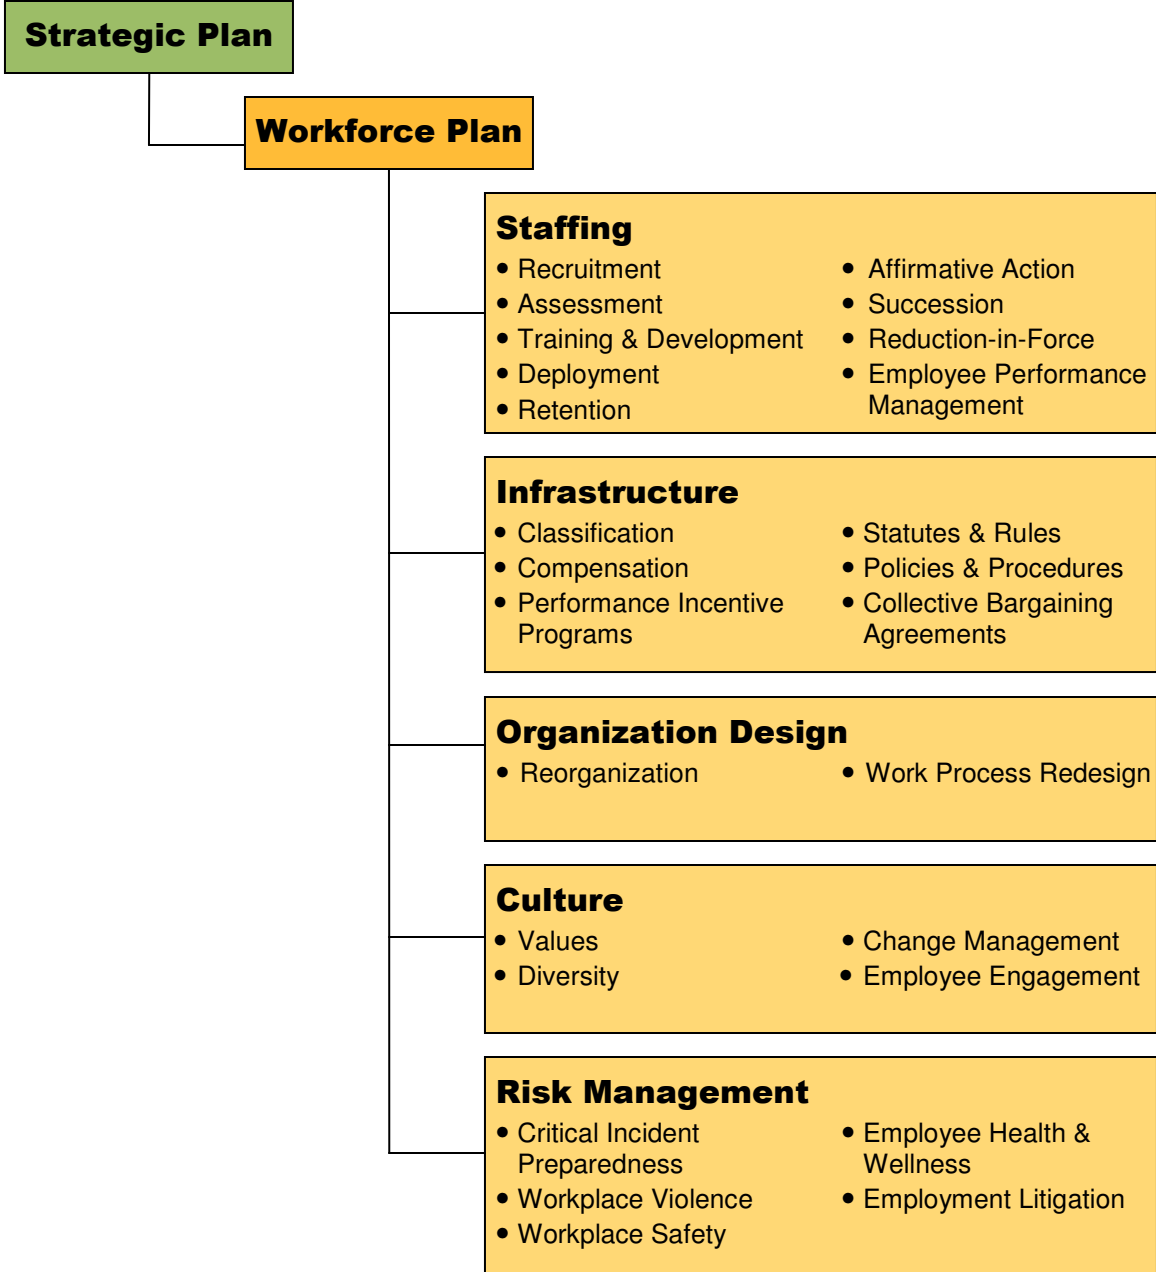 Strategic Plan
Workforce Plan
Staffing
• Recruitment
• Assessment
• Training & Development
• Deployment
• Retention
• Affirmative Action
• Succession
• Reduction-in-Force
• Employee Performance
Management
Infrastructure
• Classification
• Compensation
• Performance Incentive
Programs
• Statutes & Rules
• Policies & Procedures
• Collective Bargaining
Agreements
Organization Design
• Reorganization
• Work Process Redesign
Culture
• Values
• Diversity
• Change Management
• Employee Engagement
Risk Management
• Critical Incident
Preparedness
• Workplace Violence
• Workplace Safety
• Employee Health &
Wellness
• Employment Litigation